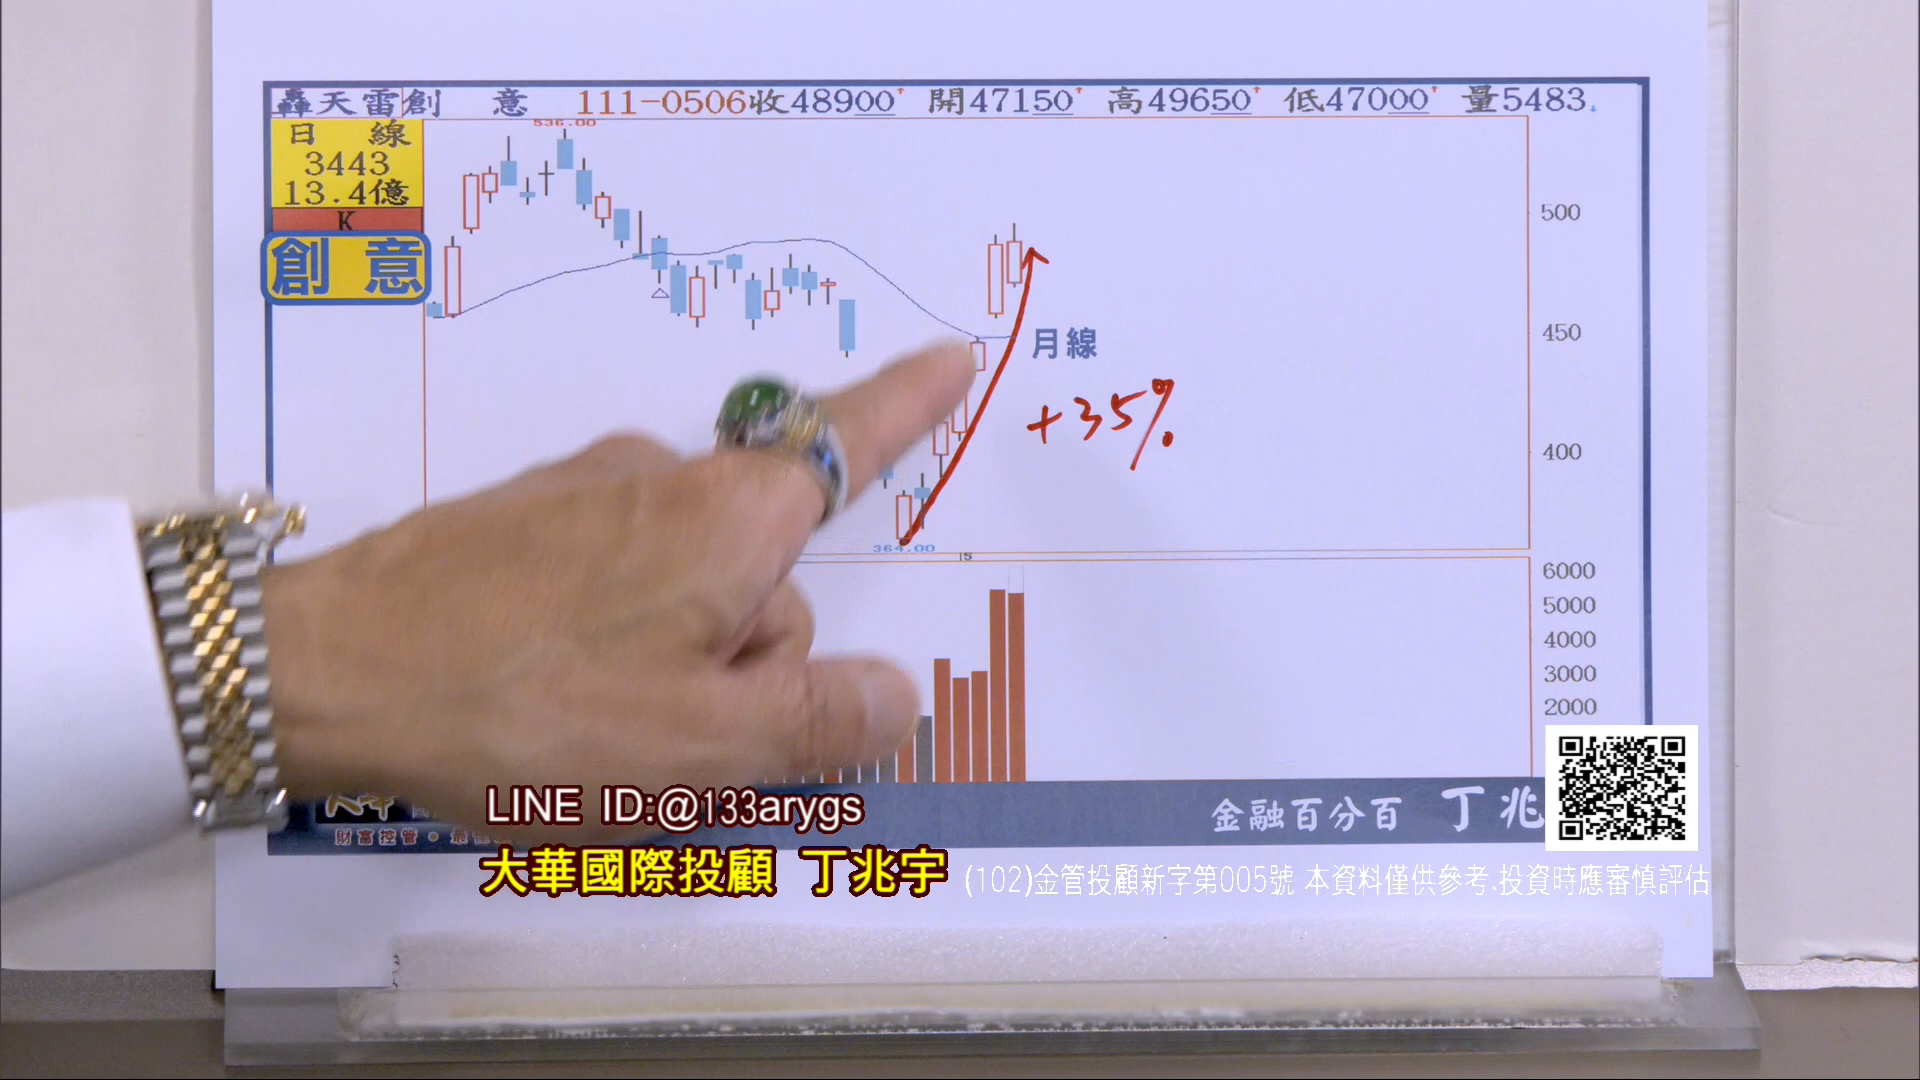 轟天雷創 意 111-0506收48900 開47150 高49650 低47000 量5483
日 線
3443
13.4億
K
創 意
536.00
500
450
400
月線
+35%
364.00
6000
5000
4000
3000
2000
金融百分百 丁兆
財富控管。最
LINE ID:@133arygs
大華國際投顧 丁兆宇
(102)金管投顧新字第005號 本資料僅供參考.投資時應審慎評估